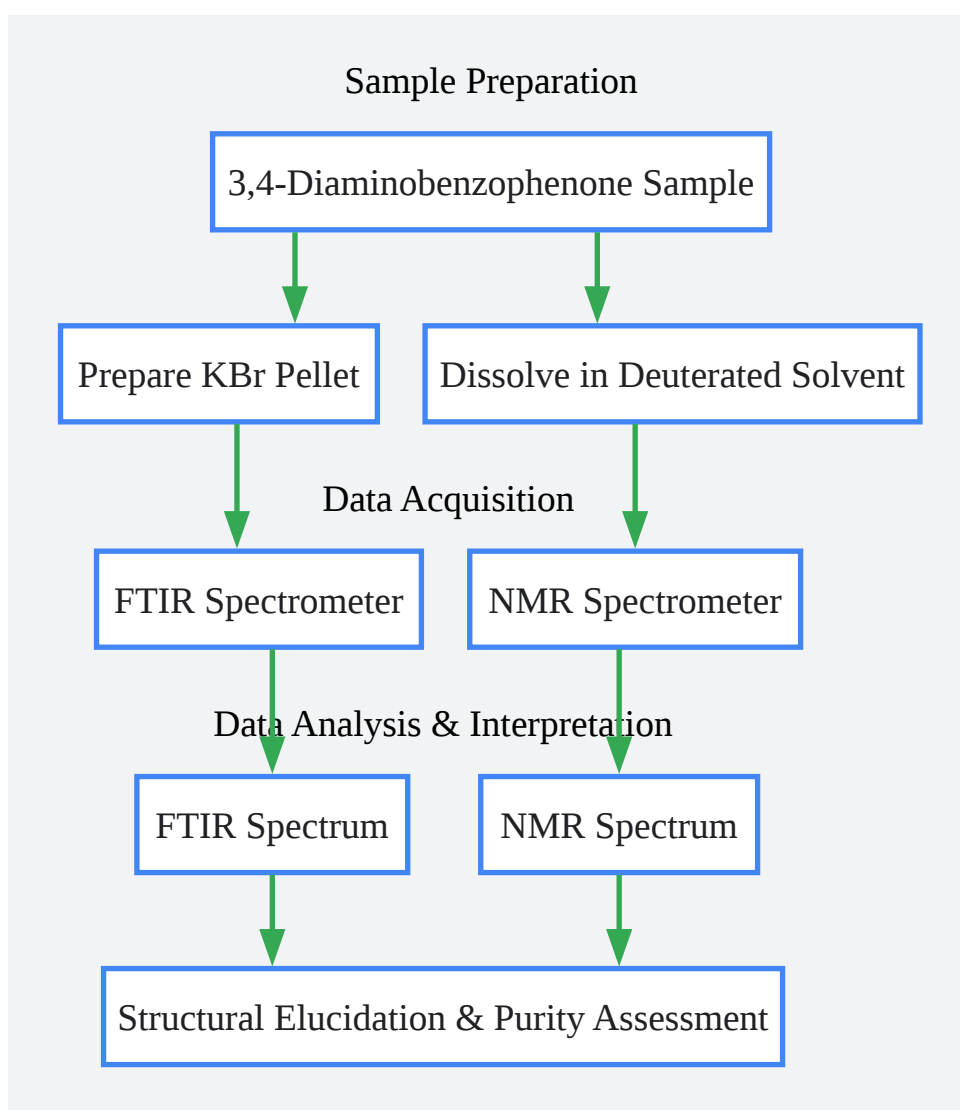 Sample Preparation
3,4-Diaminobenzophenone Sample
Prepare KBr Pellet
Dissolve in Deuterated Solvent
Data Acquisition
FTIR Spectrometer
NMR Spectrometer
Data Analysis & Interpretation
FTIR Spectrum
NMR Spectrum
Structural Elucidation & Purity Assessment